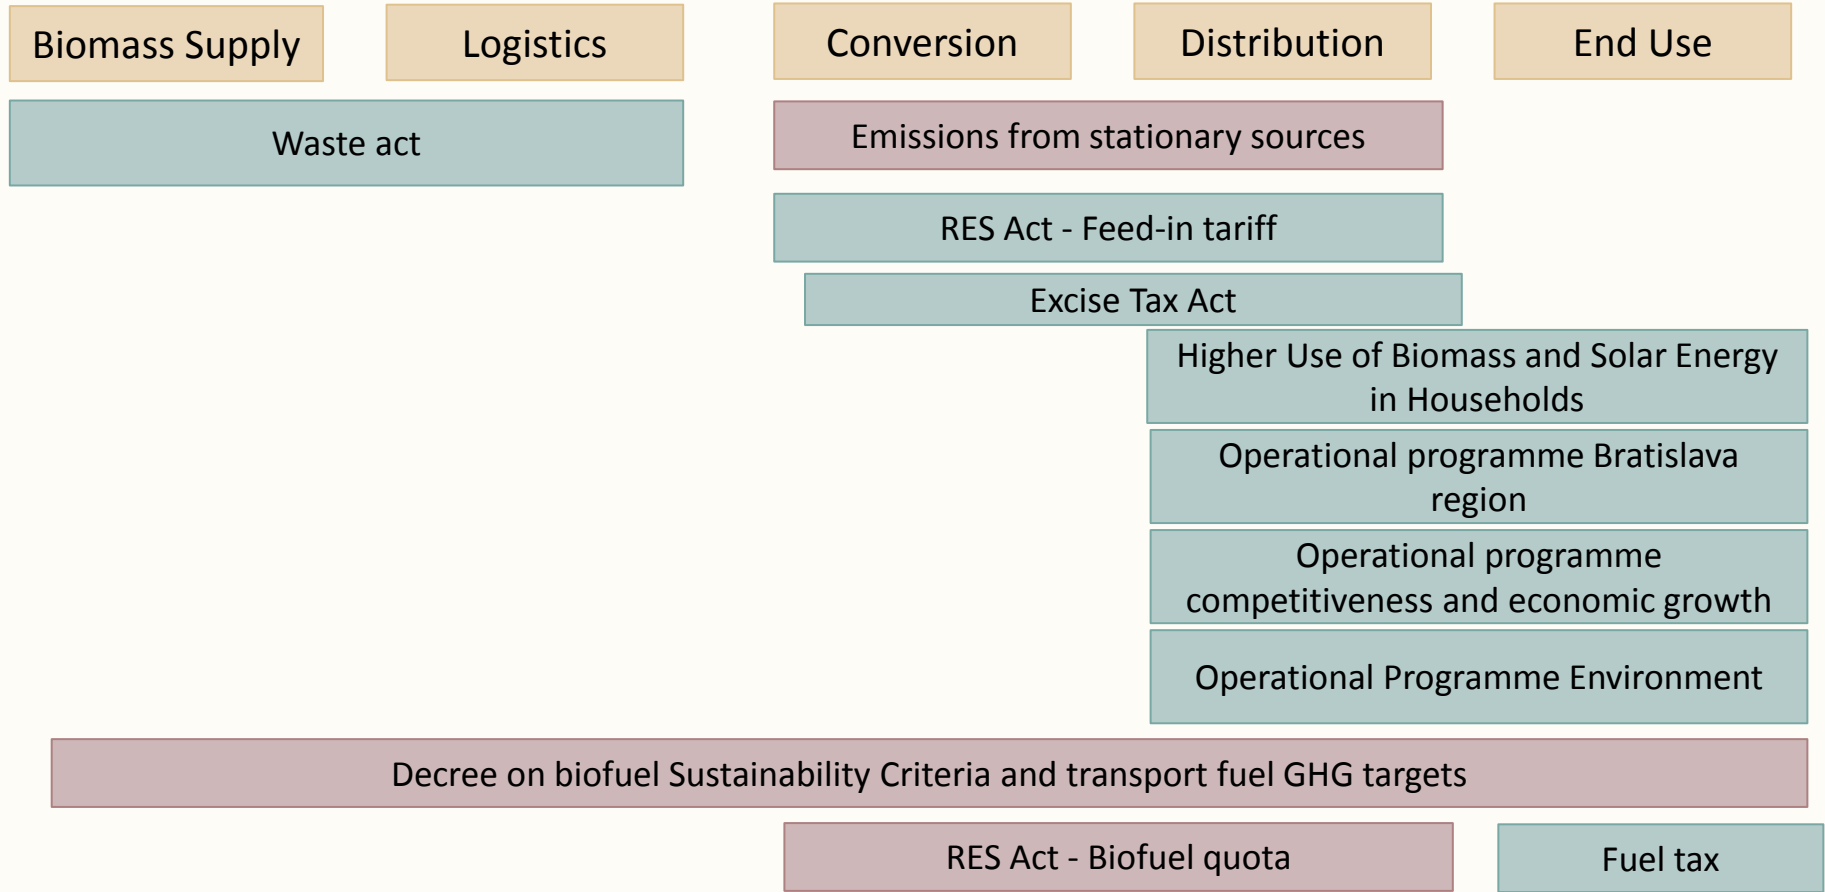 Biomass Supply
Logistics
Conversion
Distribution
End Use
Waste act
Emissions from stationary sources
RES Act - Feed-in tariff
Excise Tax Act
Higher Use of Biomass and Solar Energy
in Households
Operational programme Bratislava
region
Operational programme
competitiveness and economic growth
Operational Programme Environment
Decree on biofuel Sustainability Criteria and transport fuel GHG targets
RES Act - Biofuel quota
Fuel tax